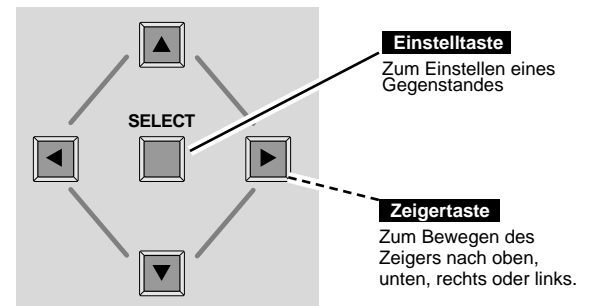 Einstelltaste
Zum Einstellen eines
Gegenstandes
SELECT
Zeigertaste
Zum Bewegen des
Zeigers nach oben,
unten, rechts oder links.